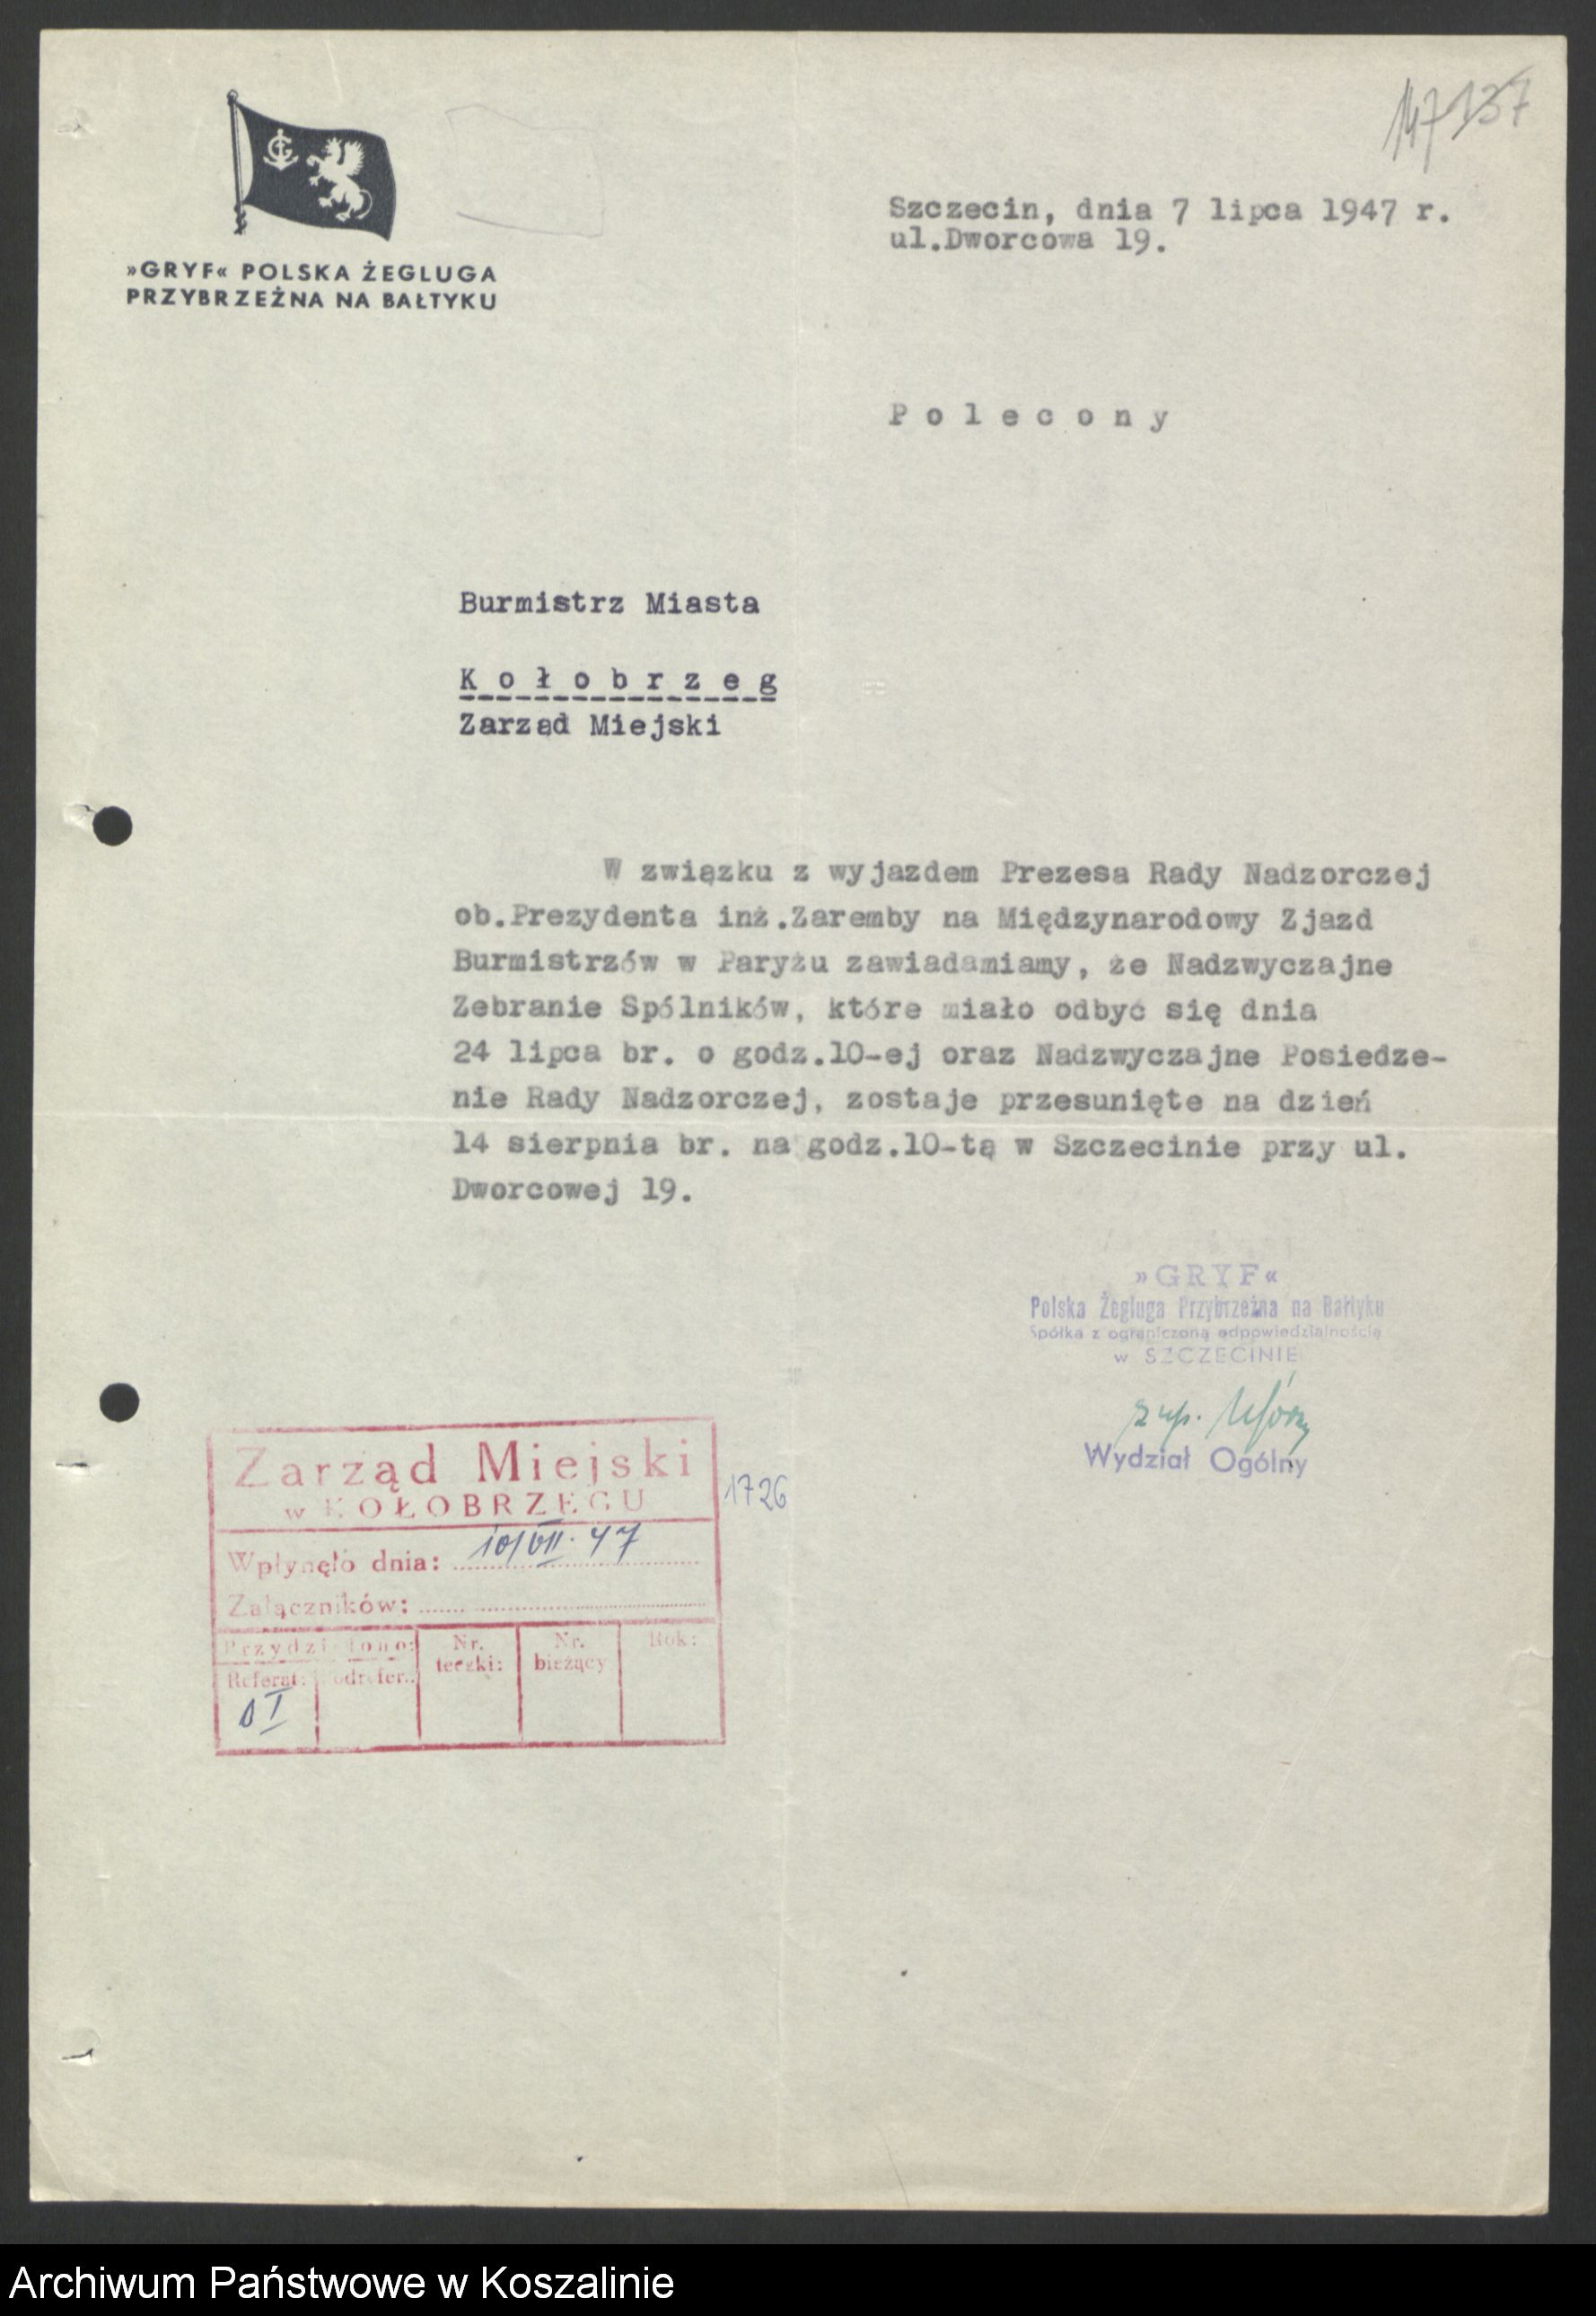 147 137
»GRYF« POLSKA ŻEGLUGA
PRZYBRZEŻNA NA BAŁTYKU
Szczecin, dnia 7 lipca 1947 r.
ul.Dworcowa 19.
P o l e c o n y
Burmistrz Miasta
K o ł o b r z e g
Zarząd Miejski
W związku z wyjazdem Prezesa Rady Nadzorczej
ob.Prezydenta inż.Zaremby na Międzynarodowy Zjazd
Burmistrzów w Paryżu zawiadamiamy, że Nadzwyczajne
Zebranie Spólników, które miało odbyć się dnia
24 lipca br. o godz.10-ej oraz Nadzwyczajne Posiedze-
nie Rady Nadzorczej, zostaje przesunięte na dzień
14 sierpnia br. na godz.10-tą w Szczecinie przy ul.
Dworcowej 19.
»GRYF«
Polska Żegluga Przybrzeżna na Bałtyku
Spółka z ograniczoną odpowiedzialnością
w SZCZECINIE
Wydział Ogólny
Zarząd Miejski
w KOŁOBRZEGU
1726
Wpłynęło dnia: 10/VII. 47
Załączników:
Przydzielono: Nr. teczki: Nr. bieżący Rok:
Referat: Podrefer.:
Archiwum Państwowe w Koszalinie